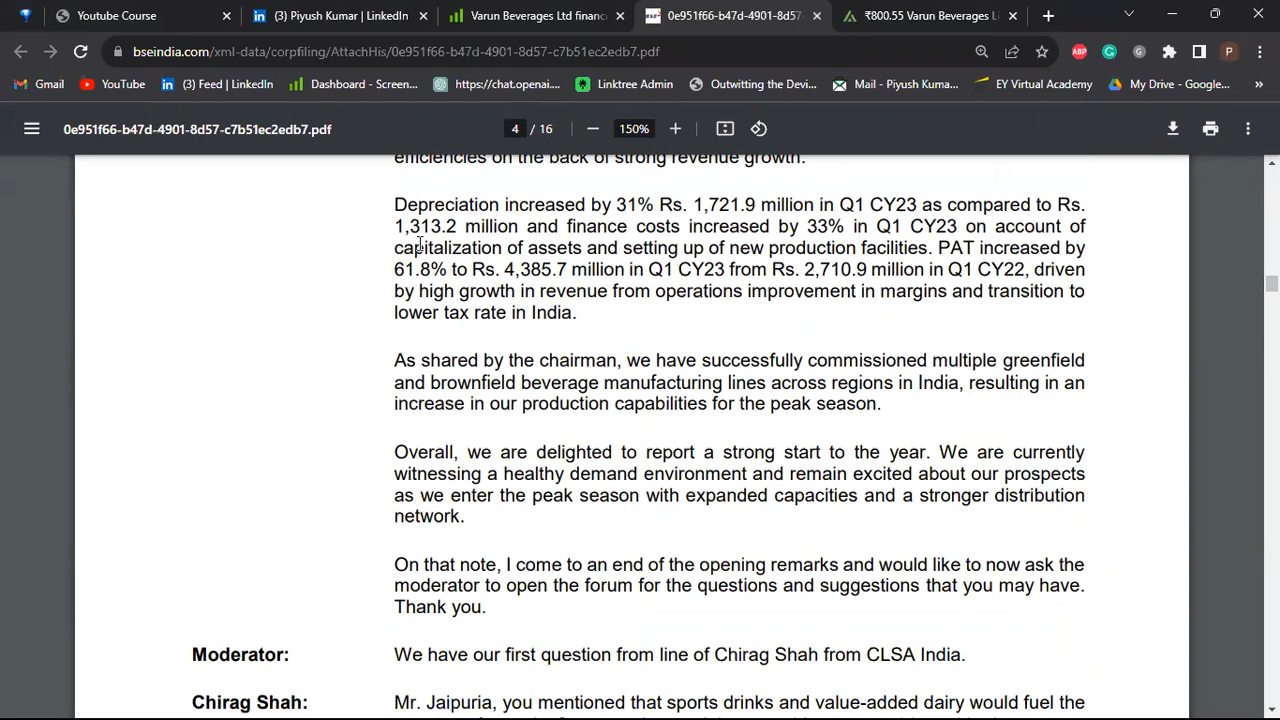 Youtube Course
(3) Piyush Kumar | LinkedIn
Varun Beverages Ltd financ
0e951f66-b47d-4901-8d57-
₹800.55 Varun Beverages L
bseindia.com/xml-data/corpfiling/AttachHis/0e951f66-b47d-4901-8d57-c7b51ec2edb7.pdf
ABP
G
P
Gmail
YouTube
(3) Feed | LinkedIn
Dashboard - Screen...
https://chat.openai....
Linktree Admin
Outwitting the Devi...
Mail - Piyush Kuma...
EY Virtual Academy
My Drive - Google...
»
0e951f66-b47d-4901-8d57-c7b51ec2edb7.pdf
4 / 16
150%
efficiencies on the back of strong revenue growth.
Depreciation increased by 31% Rs. 1,721.9 million in Q1 CY23 as compared to Rs.
1,313.2 million and finance costs increased by 33% in Q1 CY23 on account of
capitalization of assets and setting up of new production facilities. PAT increased by
61.8% to Rs. 4,385.7 million in Q1 CY23 from Rs. 2,710.9 million in Q1 CY22, driven
by high growth in revenue from operations improvement in margins and transition to
lower tax rate in India.
As shared by the chairman, we have successfully commissioned multiple greenfield
and brownfield beverage manufacturing lines across regions in India, resulting in an
increase in our production capabilities for the peak season.
Overall, we are delighted to report a strong start to the year. We are currently
witnessing a healthy demand environment and remain excited about our prospects
as we enter the peak season with expanded capacities and a stronger distribution
network.
On that note, I come to an end of the opening remarks and would like to now ask the
moderator to open the forum for the questions and suggestions that you may have.
Thank you.
Moderator: We have our first question from line of Chirag Shah from CLSA India.
Chirag Shah: Mr. Jaipuria, you mentioned that sports drinks and value-added dairy would fuel the